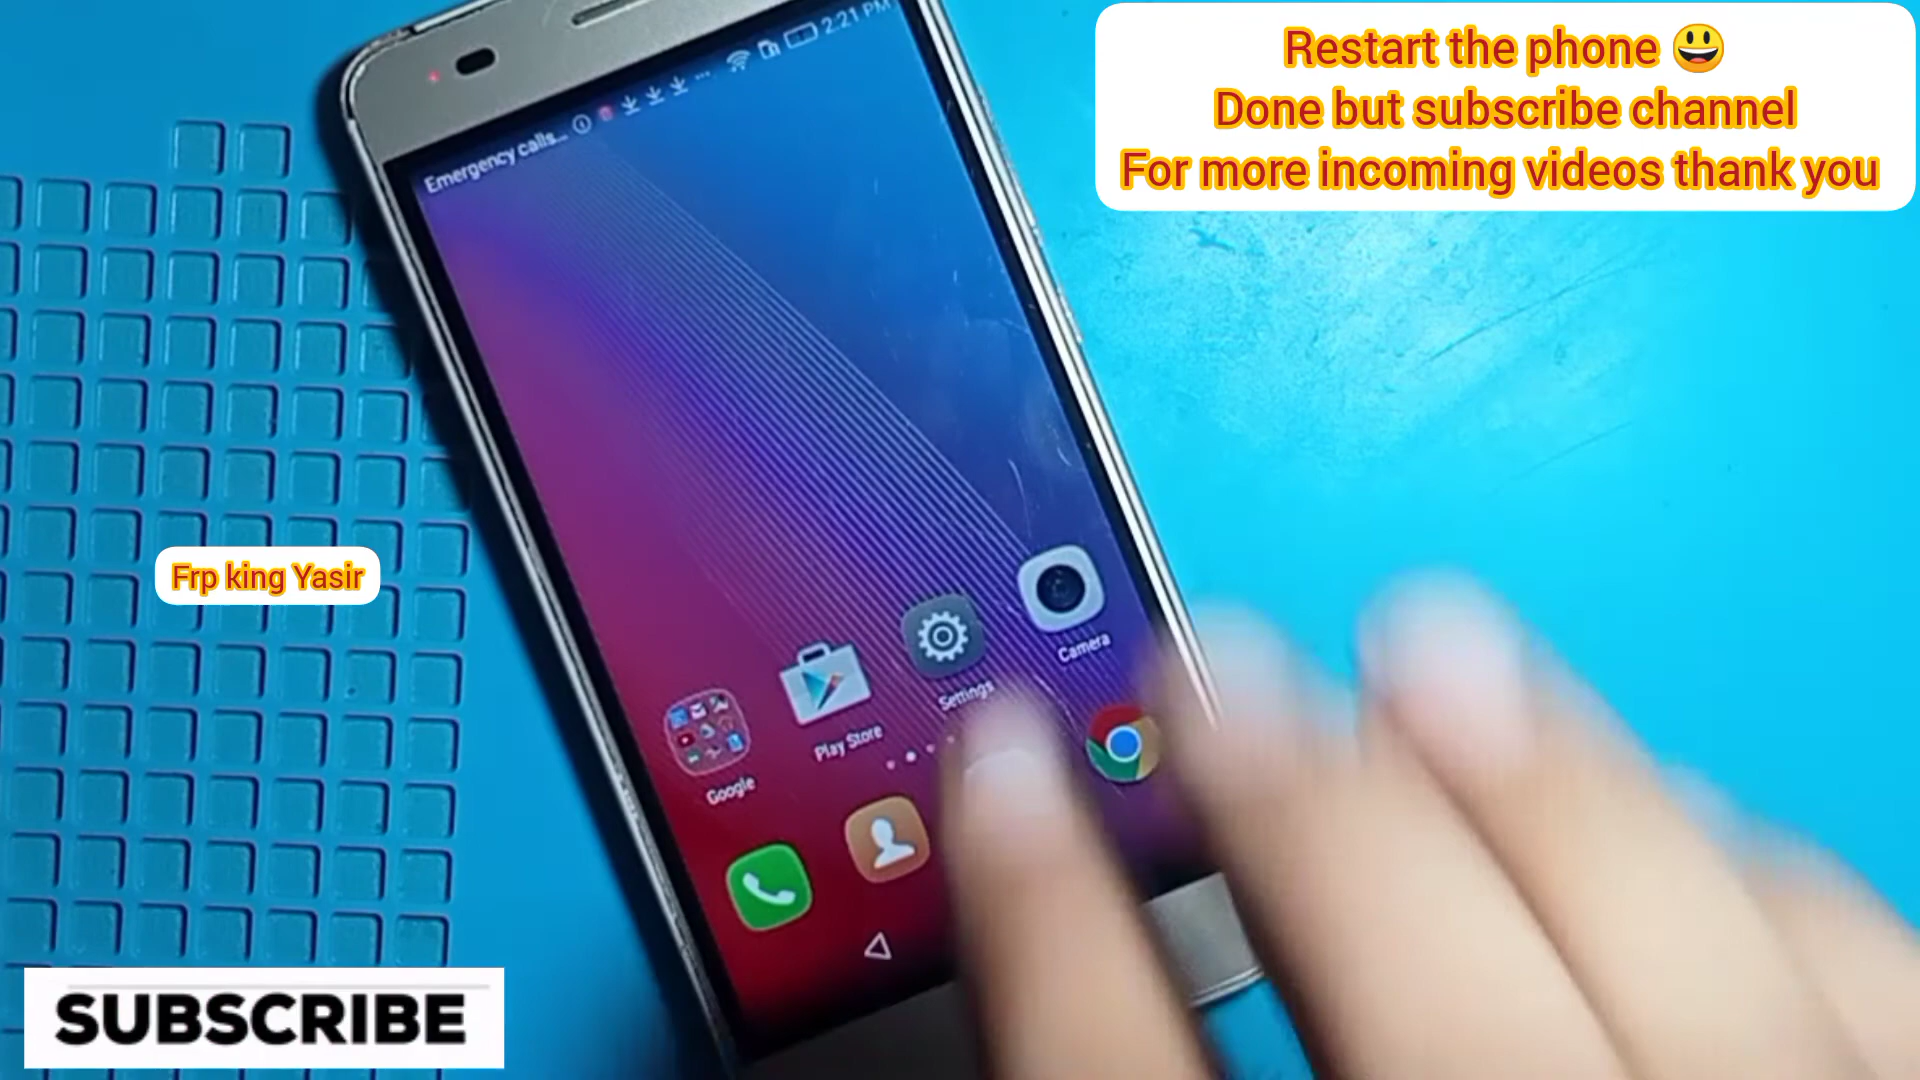 Restart the phone 😃
Done but subscribe channel
For more incoming videos thank you
2:21 PM
Emergency calls...
Frp king Yasir
Camera
Settings
Play Store
Google
SUBSCRIBE